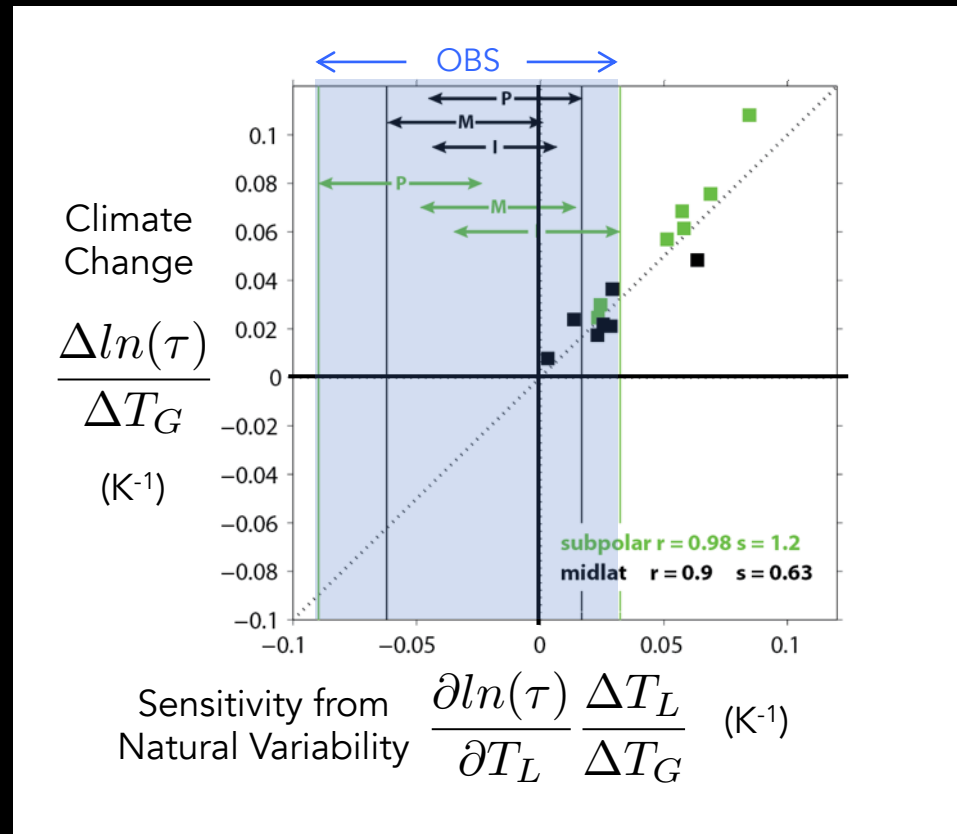 OBS
P
M
I
P
M
0.1
0.08
0.06
0.04
0.02
0
−0.02
−0.04
−0.06
−0.08
−0.1
Climate
Change
Δln(τ)
ΔT_G
(K⁻¹)
subpolar r = 0.98 s = 1.2
midlat r = 0.9 s = 0.63
−0.1
−0.05
0
0.05
0.1
Sensitivity from
Natural Variability
∂ln(τ) ΔT_L
∂T_L ΔT_G
(K⁻¹)